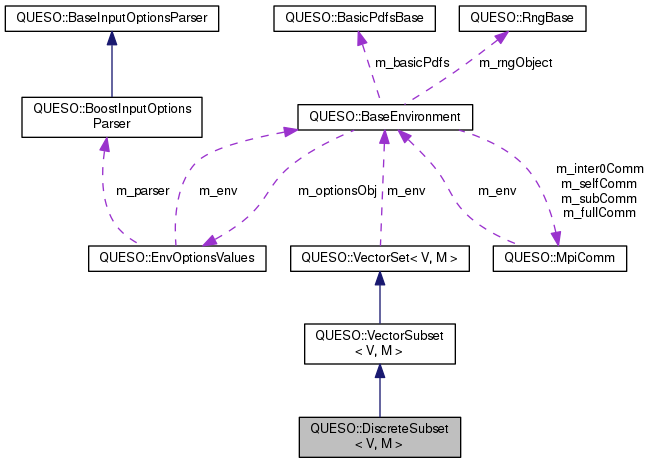 QUESO::BaseInputOptionsParser
QUESO::BasicPdfsBase
QUESO::RngBase
m_basicPdfs
m_rngObject
QUESO::BoostInputOptions
Parser
QUESO::BaseEnvironment
m_parser
m_env
m_optionsObj
m_env
m_env
m_inter0Comm
m_selfComm
m_subComm
m_fullComm
QUESO::EnvOptionsValues
QUESO::VectorSet< V, M >
QUESO::MpiComm
QUESO::VectorSubset
< V, M >
QUESO::DiscreteSubset
< V, M >